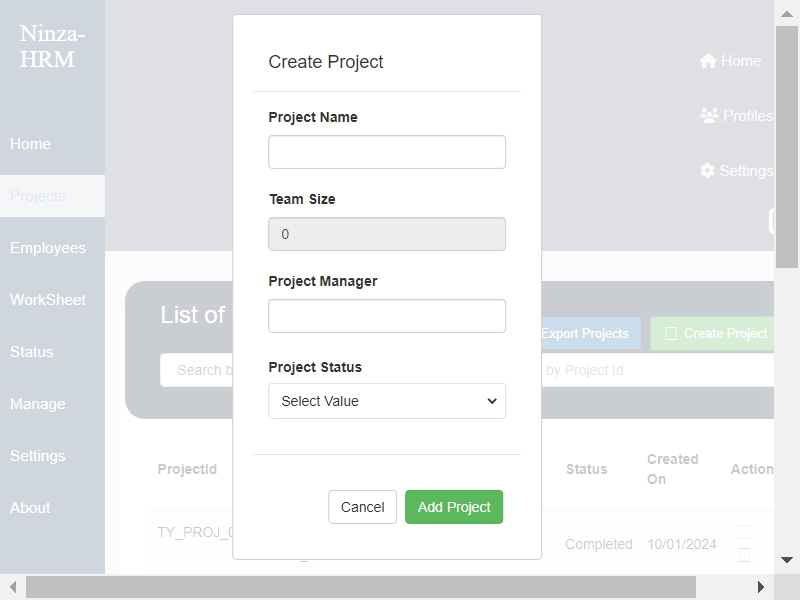 Ninza-
HRM
Home
Projects
Employees
WorkSheet
Status
Manage
Settings
About
Home
Profiles
Settings
Create Project
Project Name
Team Size
0
Project Manager
Project Status
Select Value
Cancel
Add Project
List of
Export Projects
Create Project
Search b
by Project Id
ProjectId
Status
Created
On
Action
TY_PROJ_
Completed
10/01/2024